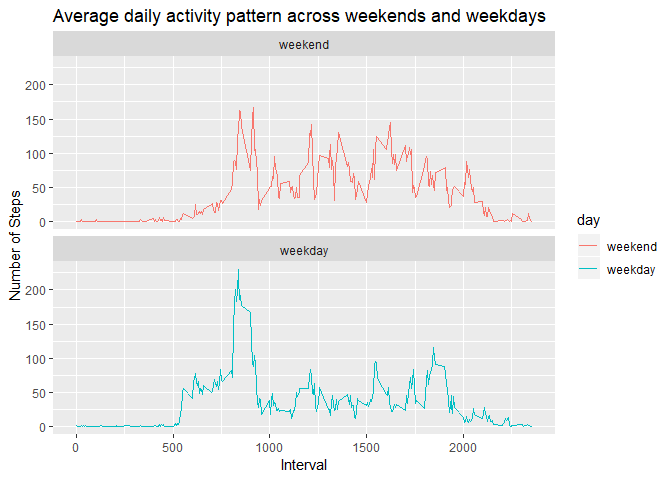 Average daily activity pattern across weekends and weekdays
weekend
200
150
100
50
0
weekday
200
150
100
50
0
0 500 1000 1500 2000
Interval
Number of Steps
day
weekend
weekday